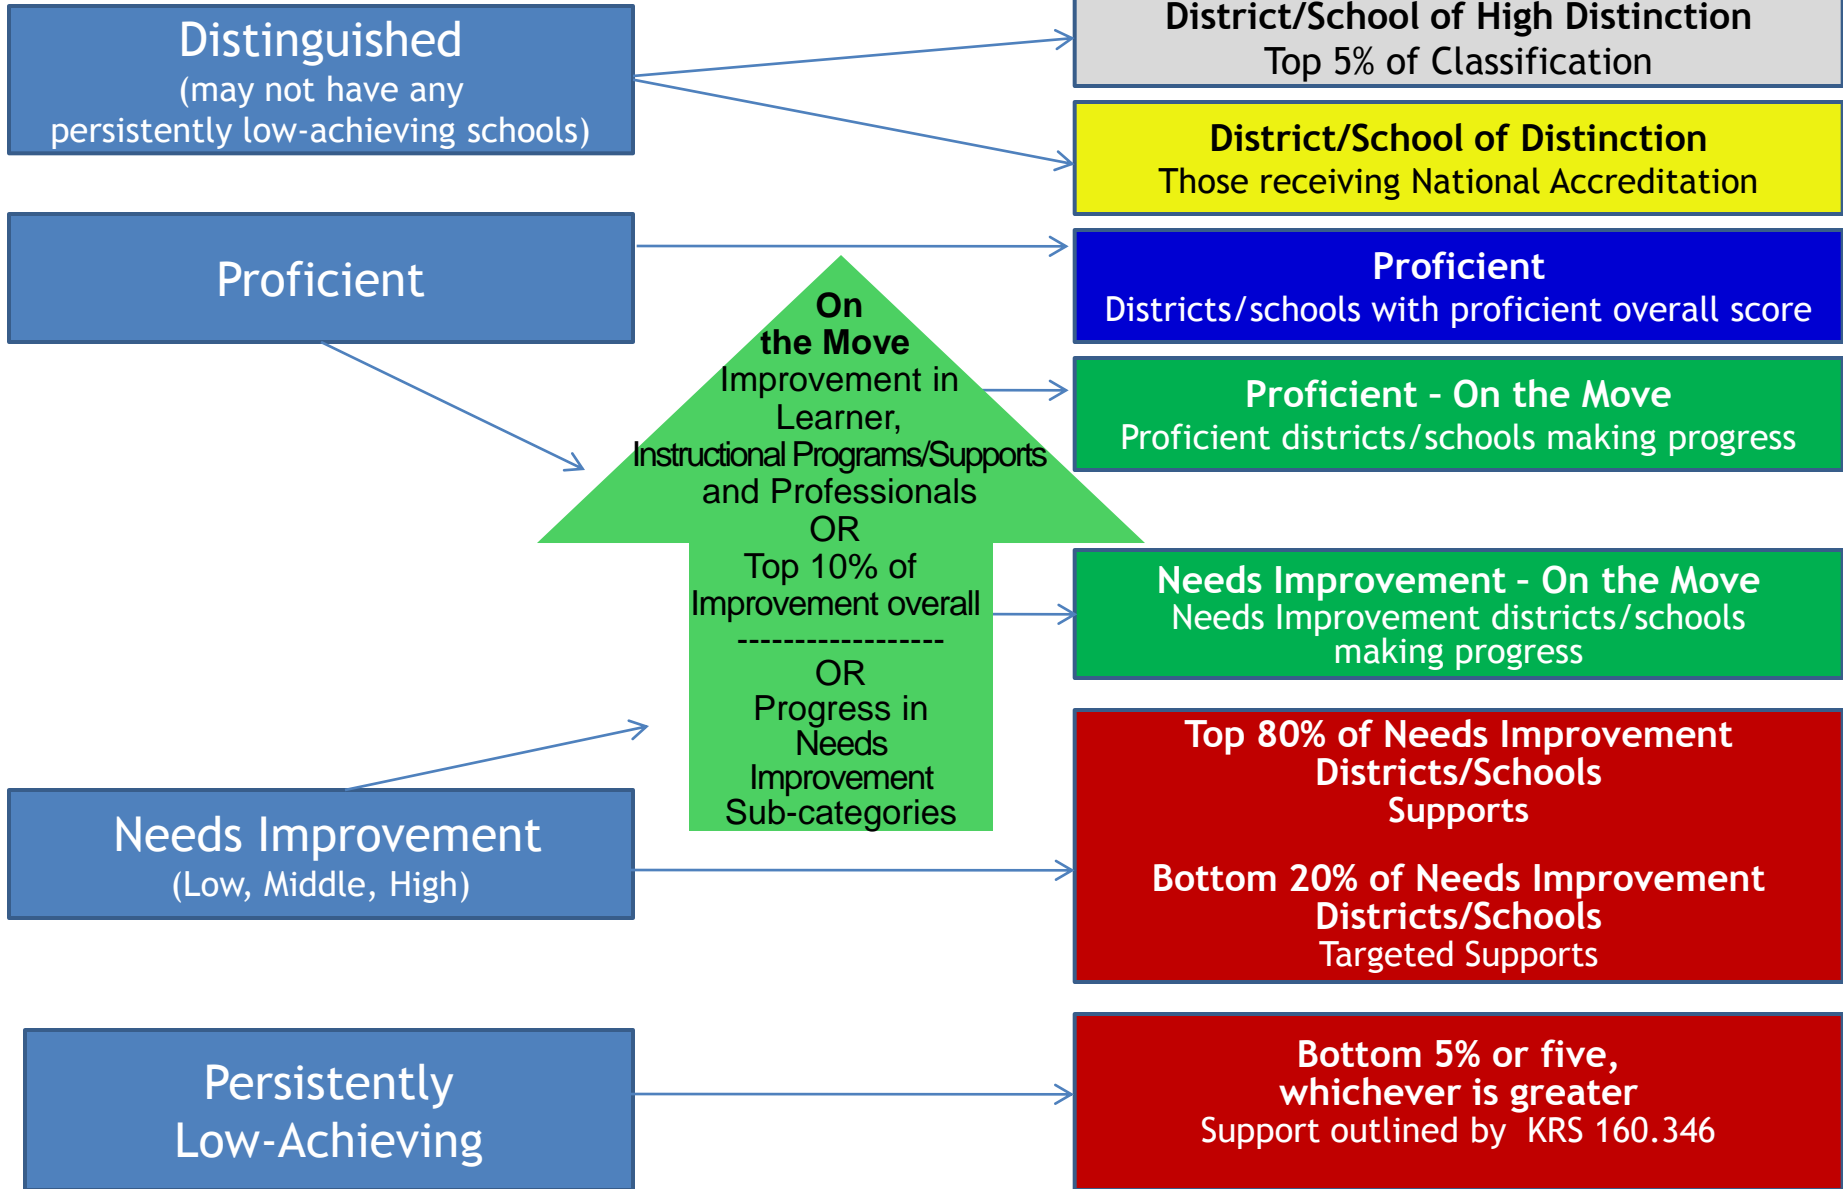 Distinguished
(may not have any
persistently low-achieving schools)
District/School of High Distinction
Top 5% of Classification
District/School of Distinction
Those receiving National Accreditation
Proficient
Proficient
Districts/schools with proficient overall score
On
the Move
Improvement in
Learner,
Instructional Programs/Supports
and Professionals
OR
Top 10% of
Improvement overall
------------------
OR
Progress in
Needs
Improvement
Sub-categories
Proficient – On the Move
Proficient districts/schools making progress
Needs Improvement – On the Move
Needs Improvement districts/schools
making progress
Needs Improvement
(Low, Middle, High)
Top 80% of Needs Improvement
Districts/Schools
Supports
Bottom 20% of Needs Improvement
Districts/Schools
Targeted Supports
Persistently
Low-Achieving
Bottom 5% or five,
whichever is greater
Support outlined by KRS 160.346